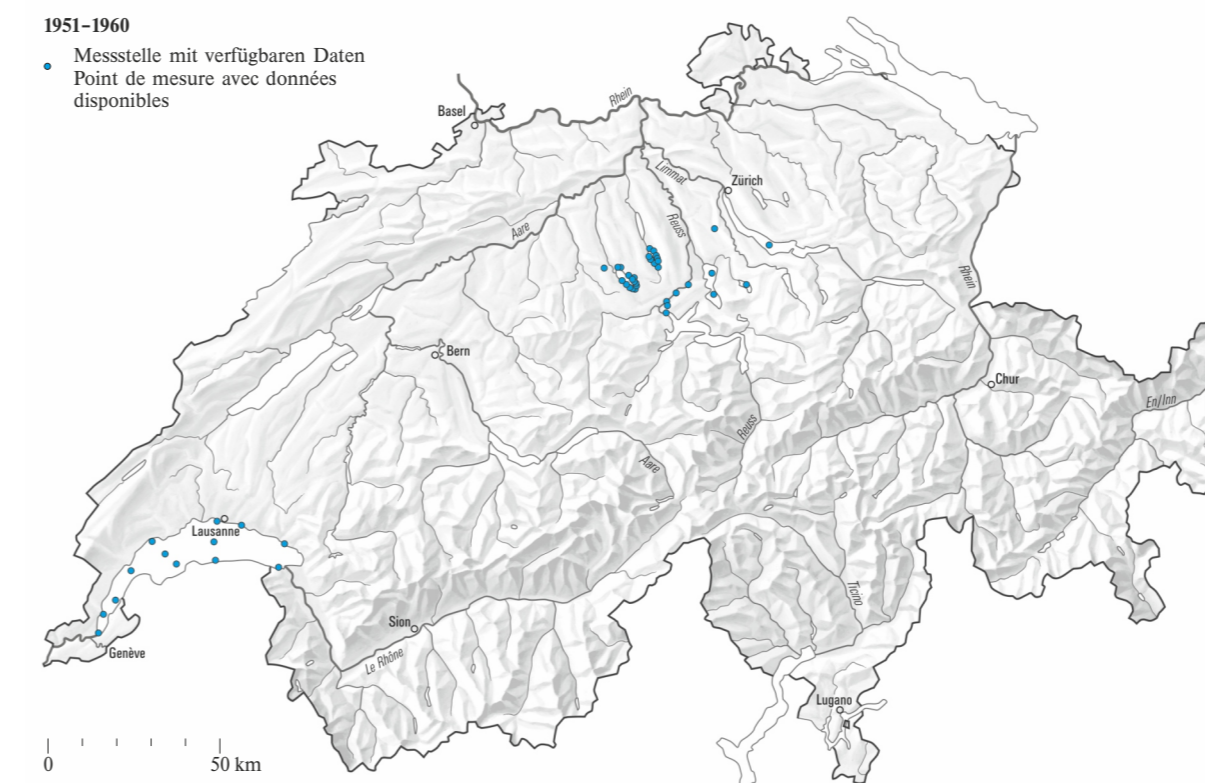 1951–1960
Messstelle mit verfügbaren Daten
Point de mesure avec données
disponibles
Basel
Rhein
Limmat
Zürich
Aare
Reuss
Rhein
Bern
Chur
En/Inn
Reuss
Aare
Lausanne
Ticino
Sion
Genève
Le Rhône
Lugano
0
50 km